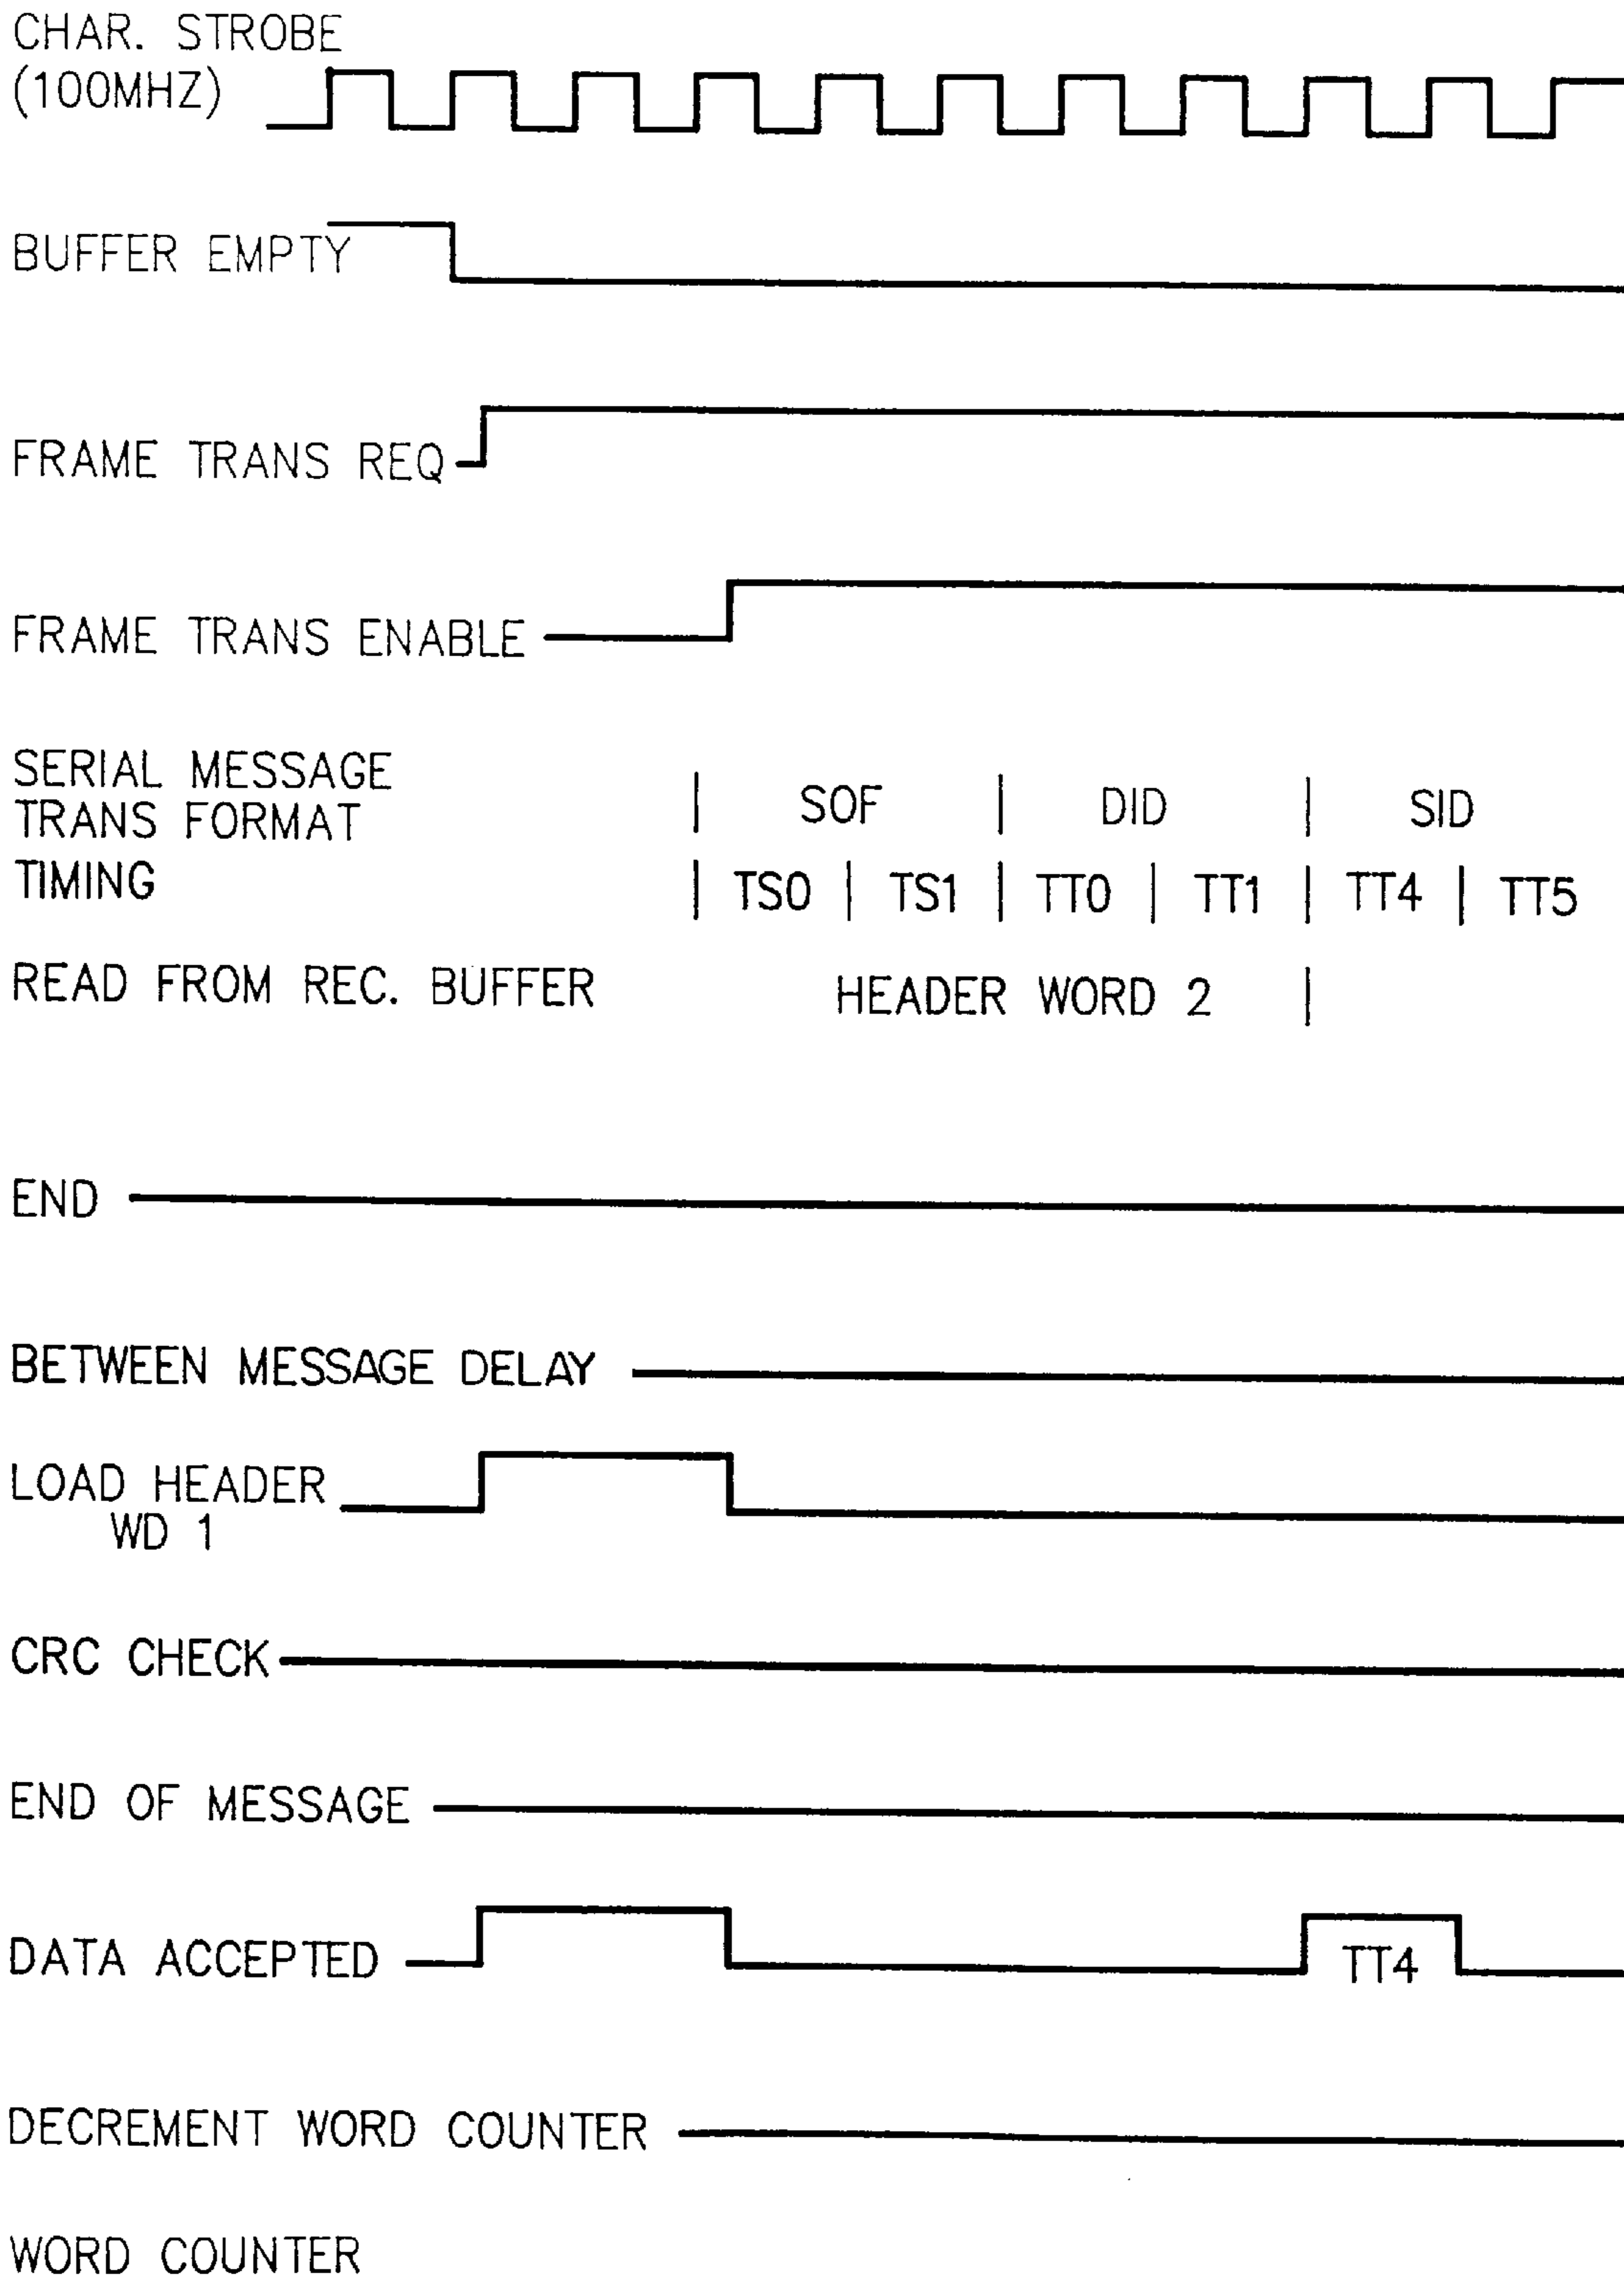 CHAR. STROBE
(100MHZ)
BUFFER EMPTY
FRAME TRANS REQ
FRAME TRANS ENABLE
SERIAL MESSAGE
TRANS FORMAT
SOF DID SID
TIMING
TS0 TS1 TT0 TT1 TT4 TT5
READ FROM REC. BUFFER
HEADER WORD 2
END
BETWEEN MESSAGE DELAY
LOAD HEADER
WD 1
CRC CHECK
END OF MESSAGE
DATA ACCEPTED
TT4
DECREMENT WORD COUNTER
WORD COUNTER